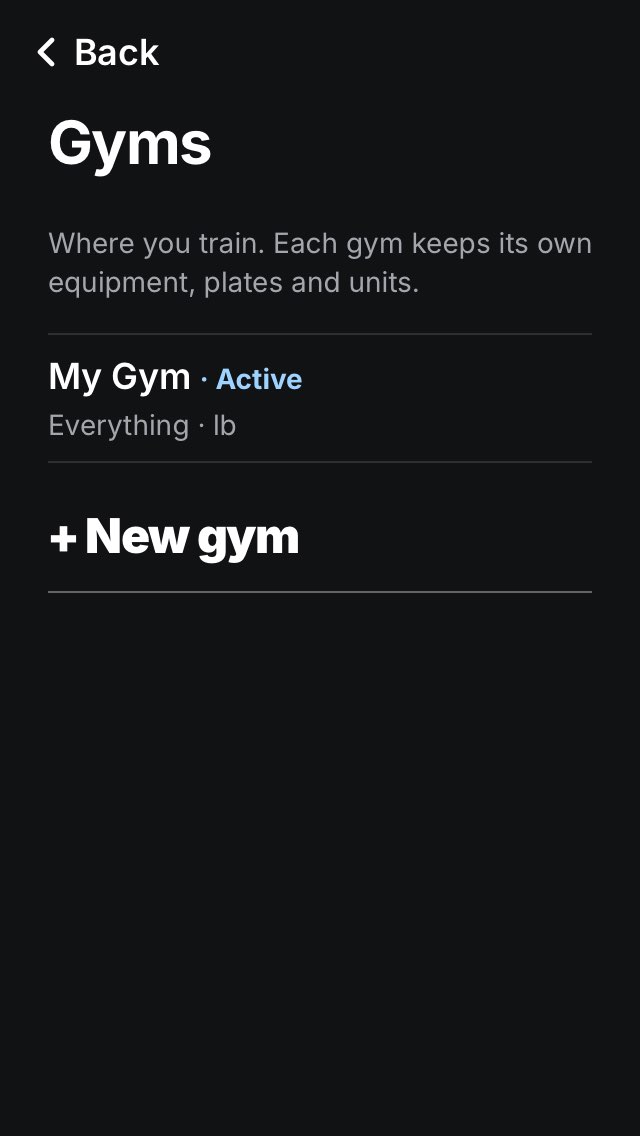 Back
Gyms
Where you train. Each gym keeps its own
equipment, plates and units.
My Gym · Active
Everything · lb
+ New gym